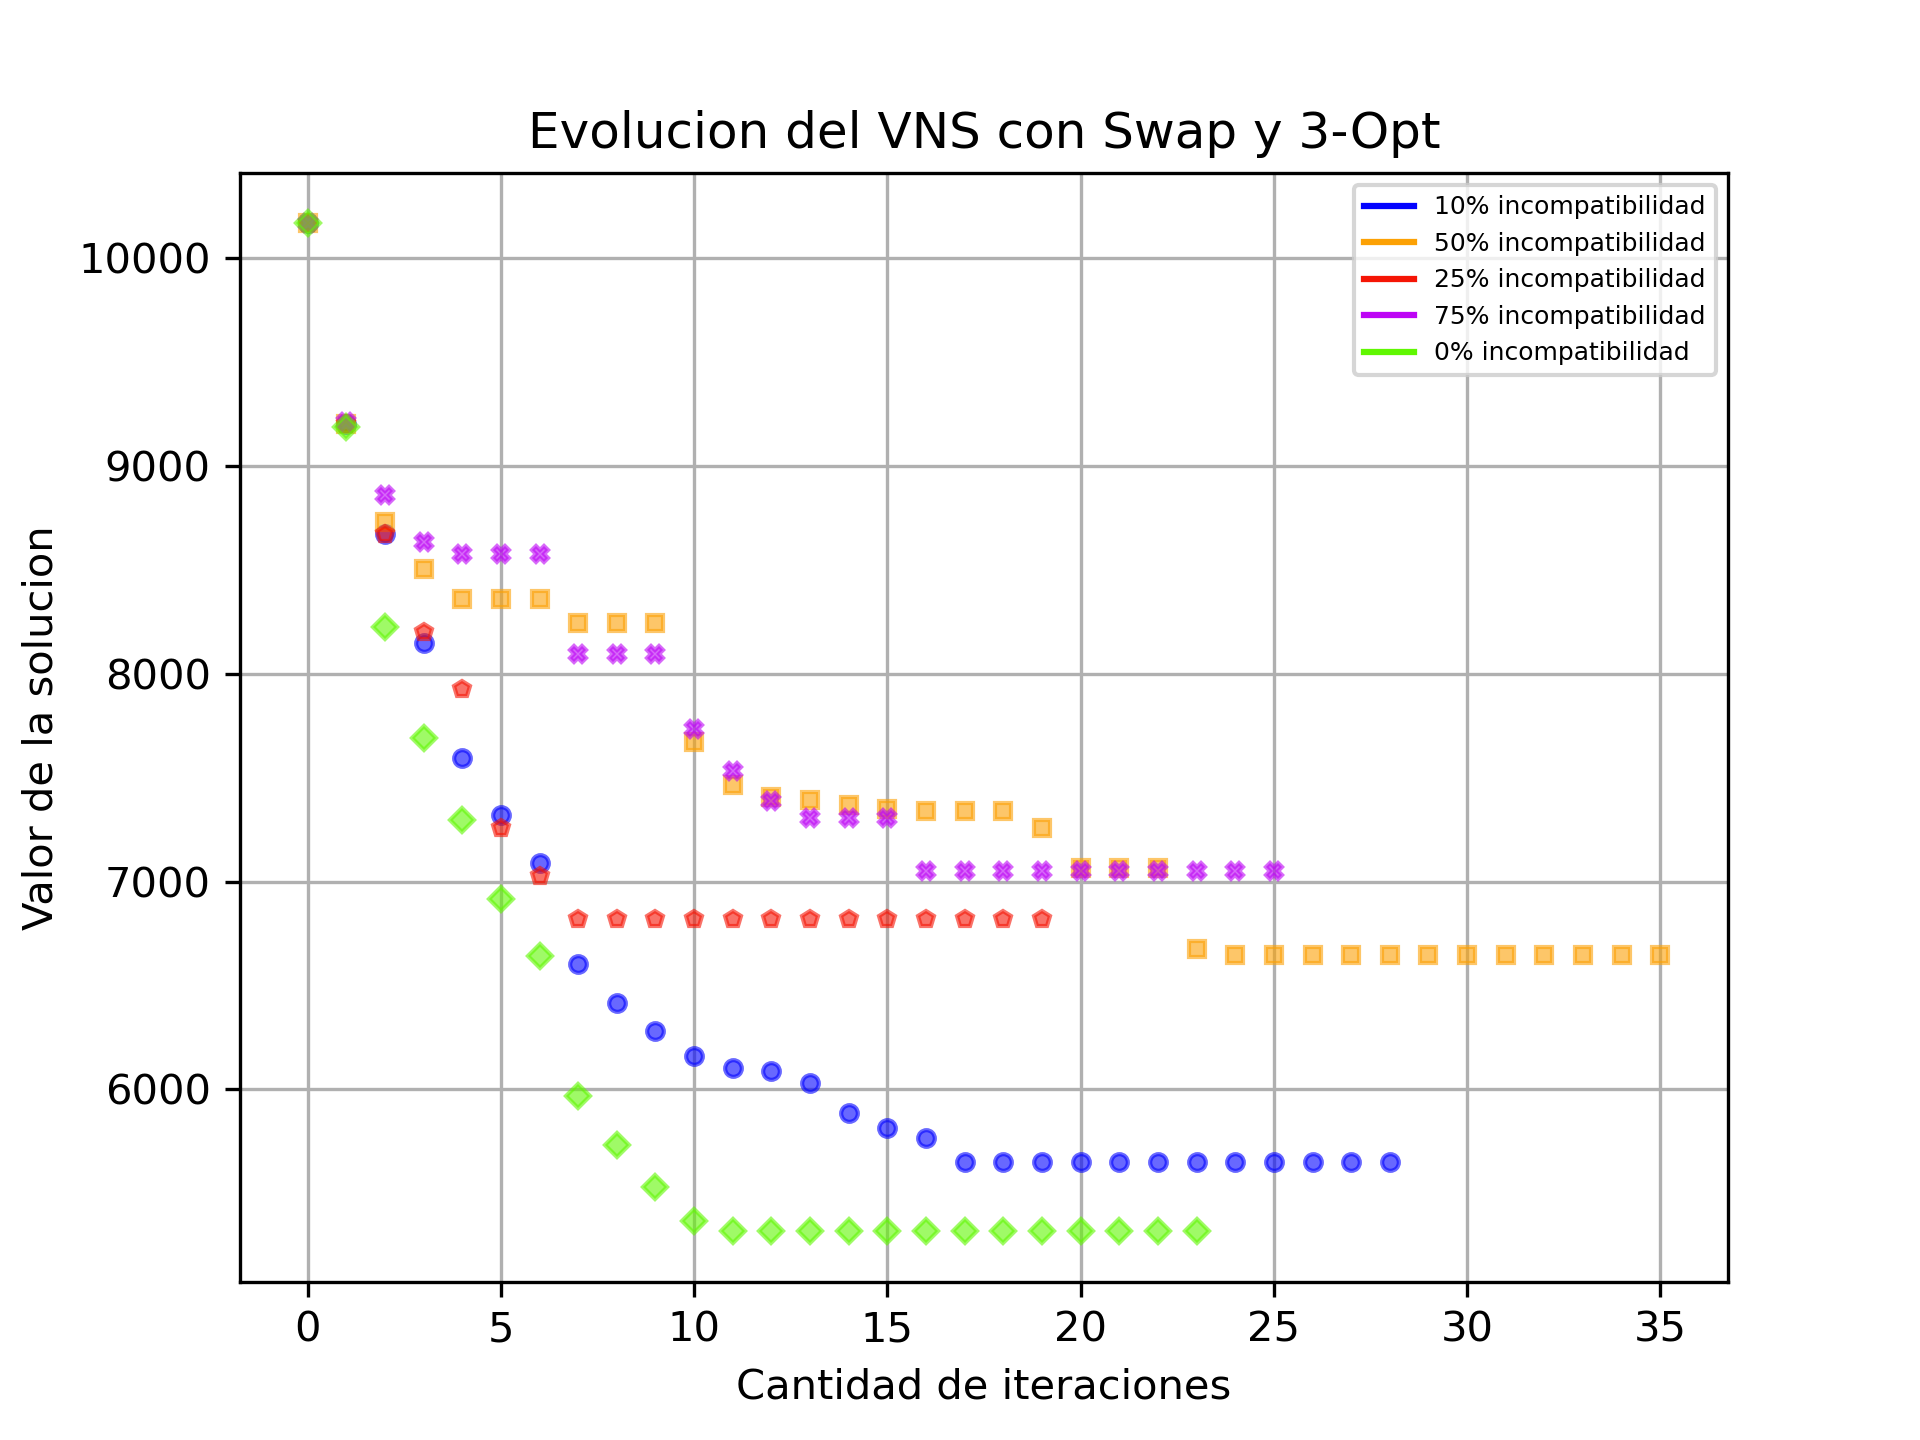 Evolucion del VNS con Swap y 3-Opt
10% incompatibilidad
50% incompatibilidad
25% incompatibilidad
75% incompatibilidad
0% incompatibilidad
Valor de la solucion
10000
9000
8000
7000
6000
0 5 10 15 20 25 30 35
Cantidad de iteraciones